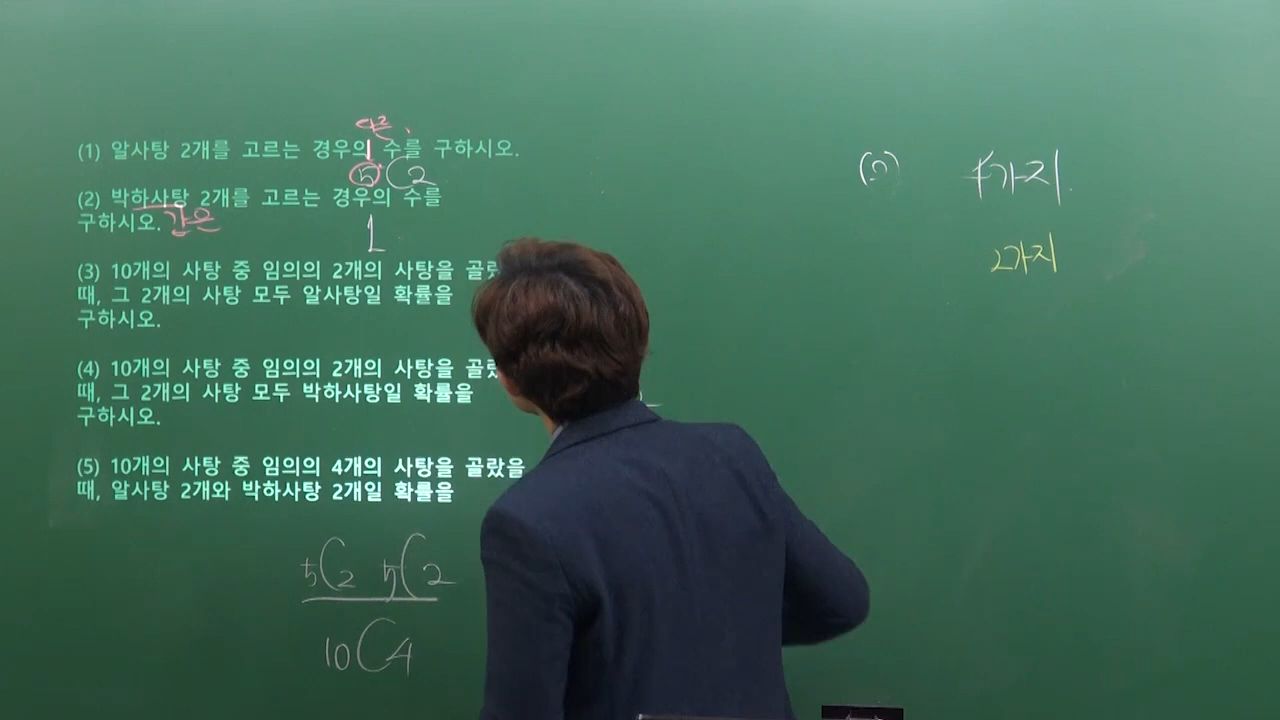 다른
(1) 알사탕 2개를 고르는 경우의 수를 구하시오.
5C2
(2) 박하사탕 2개를 고르는 경우의 수를
구하시오. 같은
1
(3) 10개의 사탕 중 임의의 2개의 사탕을
때, 그 2개의 사탕 모두 알사탕일 확률을
구하시오.
(4) 10개의 사탕 중 임의의 2개의 사탕을
때, 그 2개의 사탕 모두 박하사탕일 확률을
구하시오.
(5) 10개의 사탕 중 임의의 4개의 사탕을 골랐을
때, 알사탕 2개와 박하사탕 2개일 확률을
5C2 5C2
10C4
가지
2가지